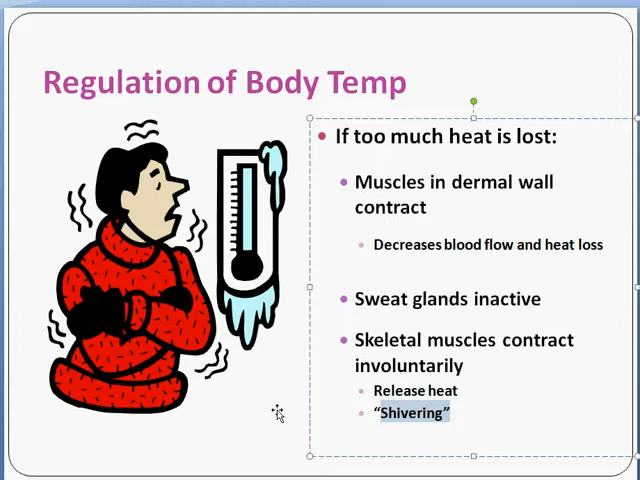 Regulation of Body Temp
If too much heat is lost:
Muscles in dermal wall
contract
Decreases blood flow and heat loss
Sweat glands inactive
Skeletal muscles contract
involuntarily
Release heat
“Shivering”